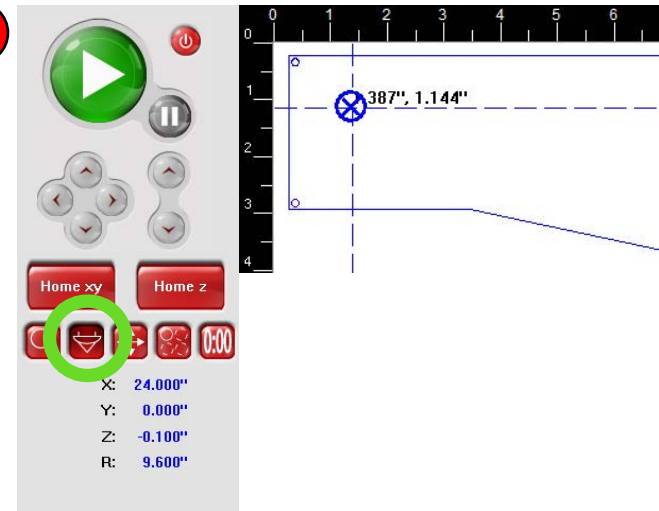 0 1 2 3 4 5 6
0
1
2
3
4
387", 1.144"
Home xy
Home z
0:00
X: 24.000"
Y: 0.000"
Z: -0.100"
R: 9.600"